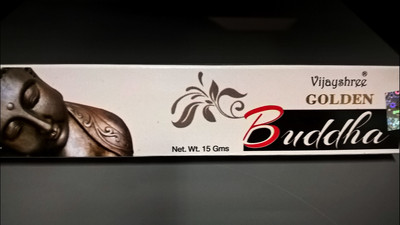 Vijayshree®
GOLDEN
Buddha
Net. Wt. 15 Gms